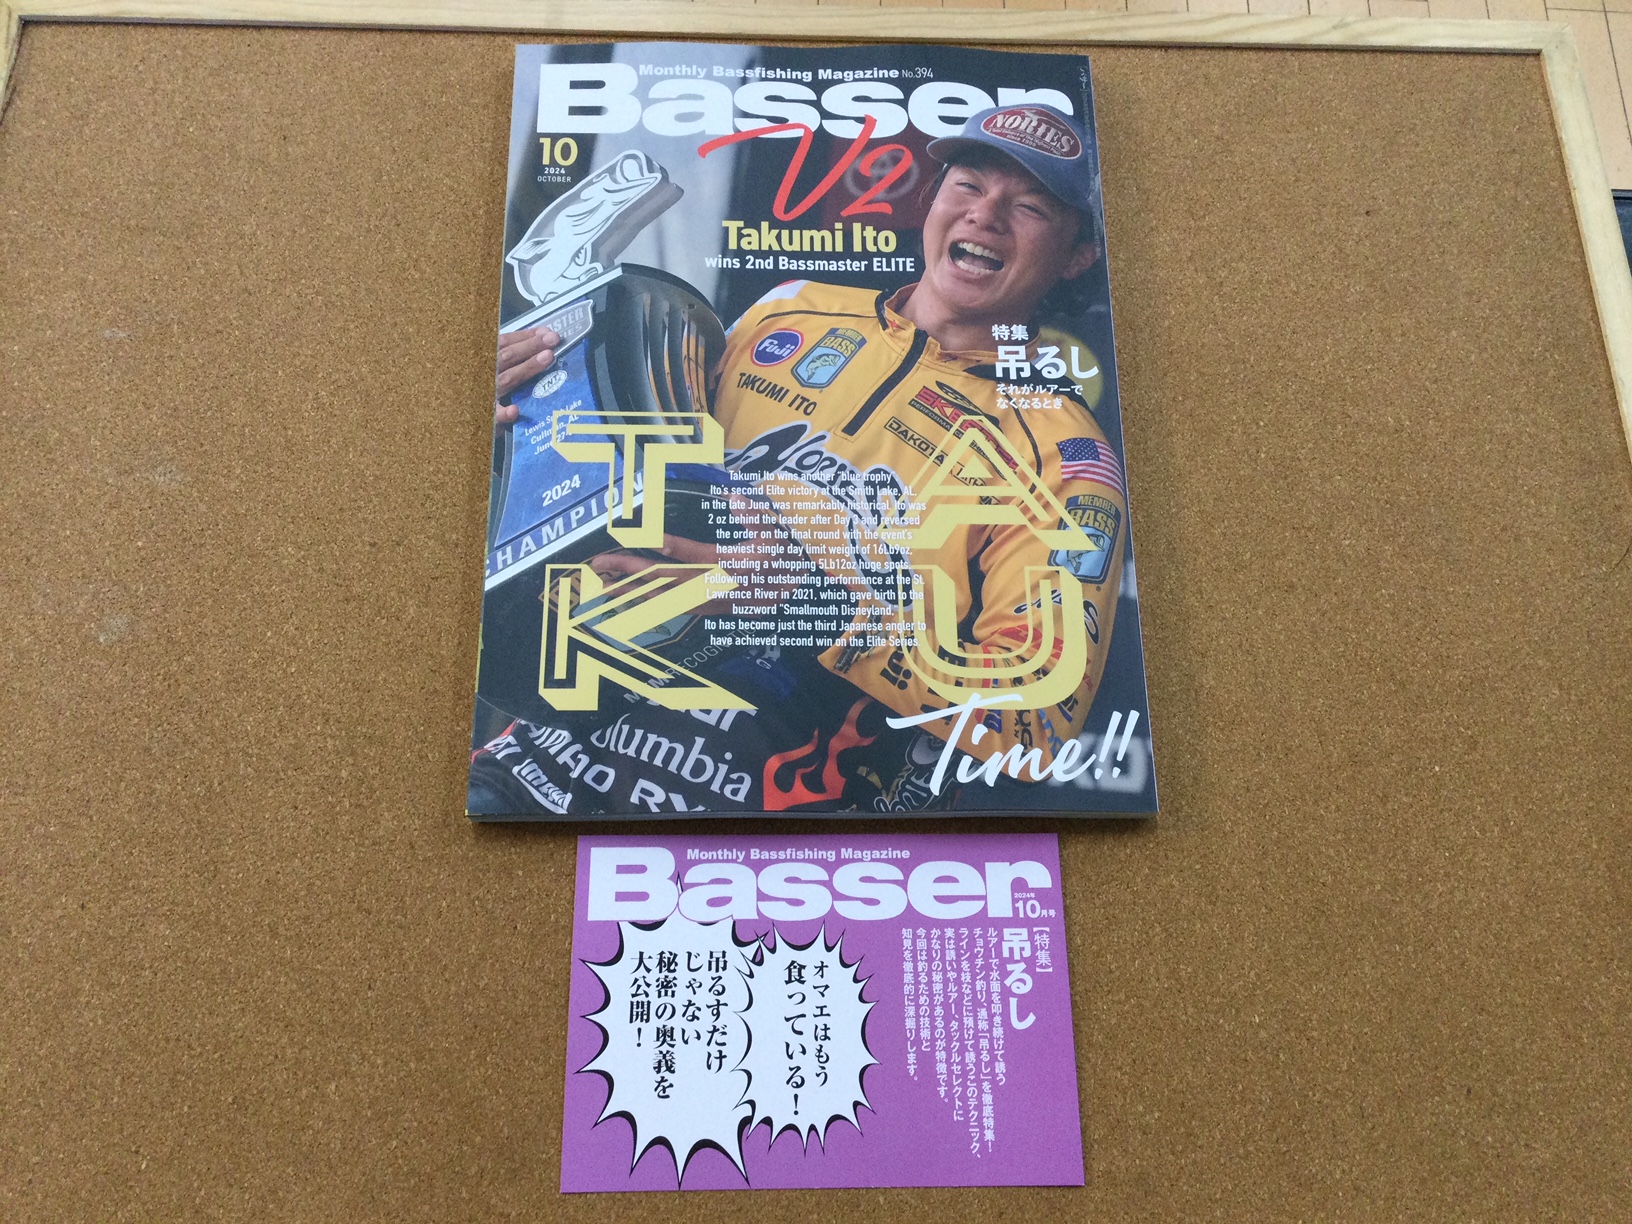 Monthly Bassfishing Magazine No.394
Basser
10
2024
OCTOBER
V2
Takumi Ito
wins 2nd Bassmaster ELITE
NORIES
特集
吊るし
それがルアーで
なくなるとき
Fuji
MEMBER
BASS
TAKUMI ITO
DAKOTA
MEMBER
BASS
2024
CHAMPION
TAKU
Time!!
Takumi Ito wins another "blue trophy"
Ito's second Elite victory at the Smith Lake, AL,
in the late June was remarkably historical. Ito was
2 oz behind the leader after Day 3 and reversed
the order on the final round with the event's
heaviest single day limit weight of 16Lb9oz,
including a whopping 5Lb12oz huge spots.
Following his outstanding performance at the St.
Lawrence River in 2021, which gave birth to the
buzzword "Smallmouth Disneyland,"
Ito has become just the third Japanese angler to
have achieved second win on the Elite Series.
olumbia
Monthly Bassfishing Magazine
Basser
2024年
10月号
【特集】
吊るし
ルアーで水面を叩き続けて誘う
チョウチン釣り、通称「吊るし」を徹底特集！
ラインを枝などに預けて誘うこのテクニック、
実は誘いやルアー、タックルセレクトに
かなりの秘密があるのが特徴です。
今回は釣るための技術と
知見を徹底的に深掘りします。
オマエはもう
食っている！
吊るすだけ
じゃない
秘密の奥義を
大公開！